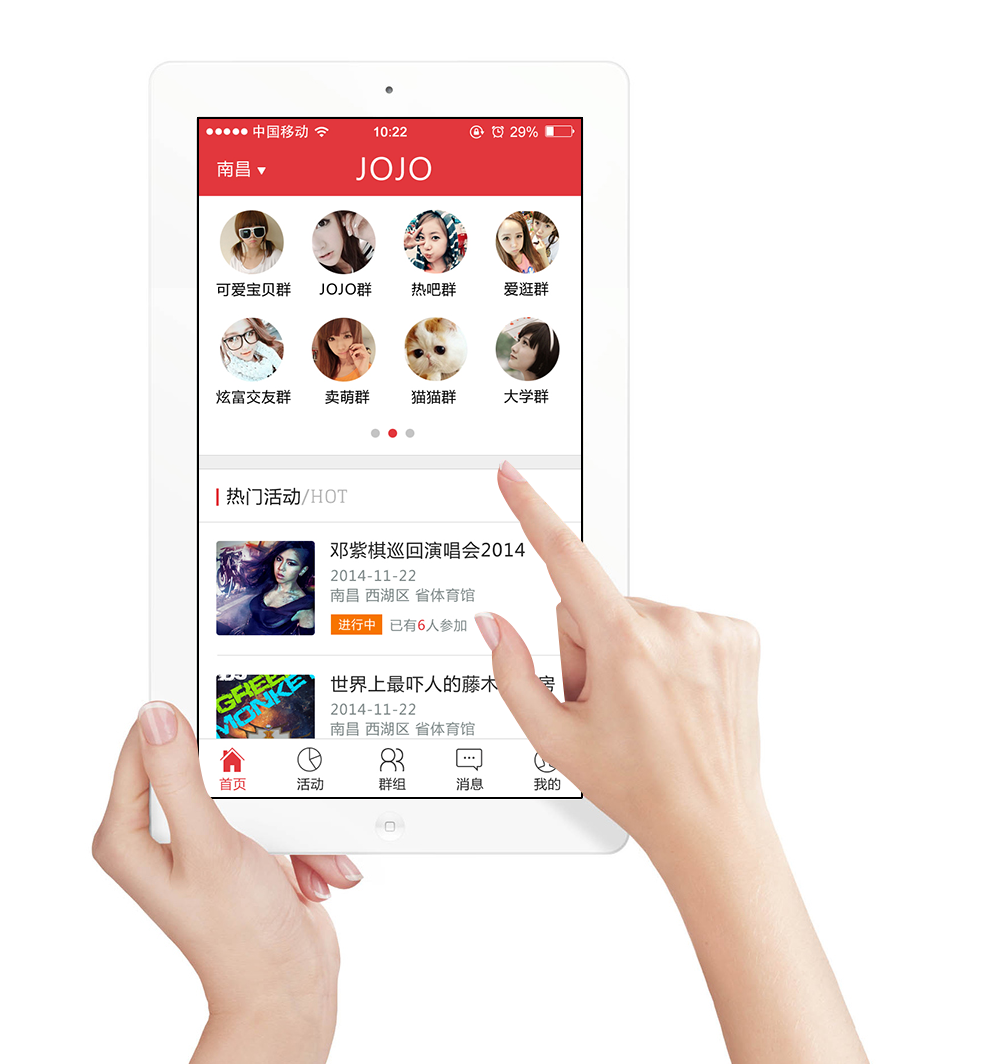 中国移动 10:22 29%
南昌 JOJO
可爱宝贝群 JOJO群 热吧群 爱逛群
炫富交友群 卖萌群 猫猫群 大学群
热门活动/HOT
邓紫棋巡回演唱会2014
2014-11-22
南昌 西湖区 省体育馆
进行中 已有6人参加
GREEN
MONKEY
世界上最吓人的藤木 房
2014-11-22
南昌 西湖区 省体育馆
首页 活动 群组 消息 我的